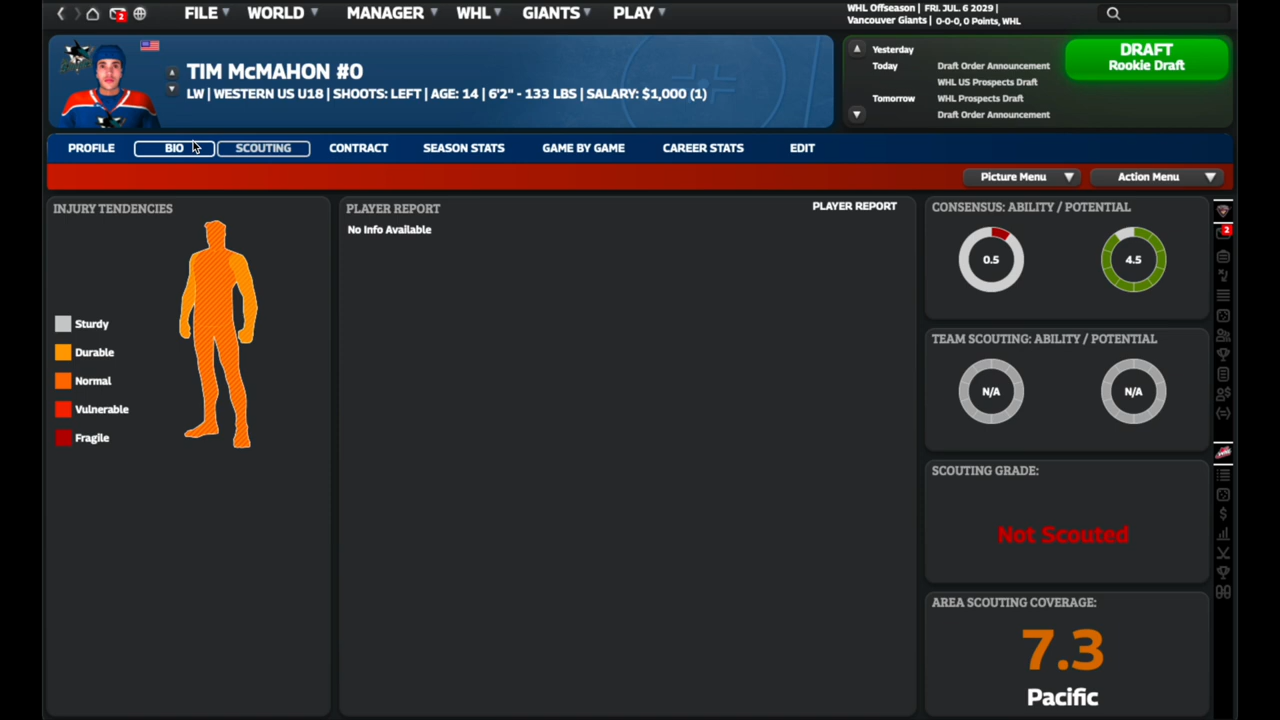 2
FILE WORLD MANAGER WHL GIANTS PLAY
WHL Offseason | FRI. JUL. 6 2029 |
Vancouver Giants | 0-0-0, 0 Points, WHL
TIM McMAHON #0
LW | WESTERN US U18 | SHOOTS: LEFT | AGE: 14 | 6'2" - 133 LBS | SALARY: $1,000 (1)
Yesterday
Today Draft Order Announcement
WHL US Prospects Draft
Tomorrow WHL Prospects Draft
Draft Order Announcement
DRAFT
Rookie Draft
PROFILE BIO SCOUTING CONTRACT SEASON STATS GAME BY GAME CAREER STATS EDIT
Picture Menu Action Menu
INJURY TENDENCIES
Sturdy
Durable
Normal
Vulnerable
Fragile
PLAYER REPORT PLAYER REPORT
No Info Available
CONSENSUS: ABILITY / POTENTIAL
0.5 4.5
TEAM SCOUTING: ABILITY / POTENTIAL
N/A N/A
SCOUTING GRADE:
Not Scouted
AREA SCOUTING COVERAGE:
7.3
Pacific
2